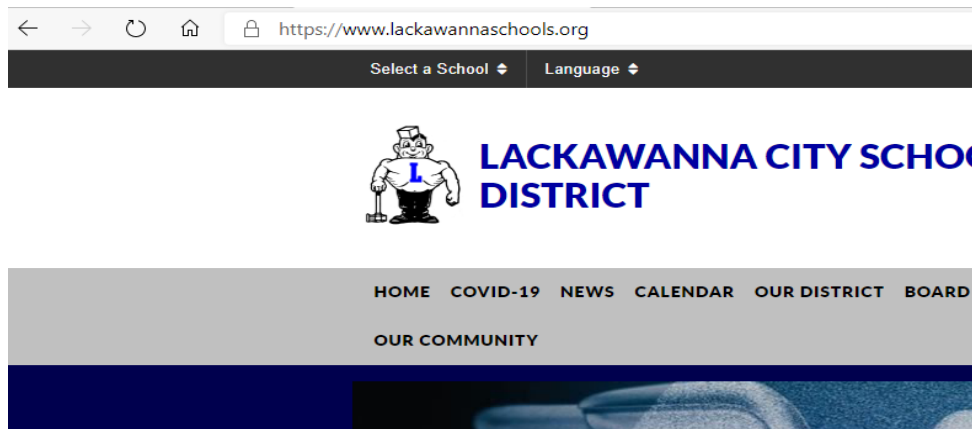 https://www.lackawannaschools.org
Select a School Language
L
LACKAWANNA CITY SCHOO
DISTRICT
HOME COVID-19 NEWS CALENDAR OUR DISTRICT BOARD
OUR COMMUNITY